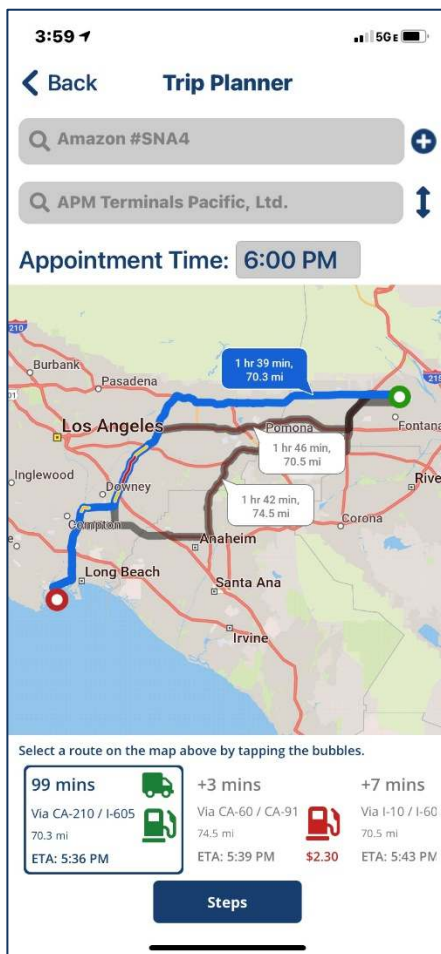 3:59
5G E
Back
Trip Planner
Amazon #SNA4
APM Terminals Pacific, Ltd.
Appointment Time: 6:00 PM
210
Burbank
Pasadena
1 hr 39 min,
70.3 mi
215
01
Los Angeles
Pomona
Fontana
1 hr 46 min,
70.5 mi
Inglewood
Downey
Rive
1 hr 42 min,
74.5 mi
Compton
Corona
Anaheim
Long Beach
Santa Ana
Irvine
Select a route on the map above by tapping the bubbles.
99 mins
Via CA-210 / I-605
70.3 mi
ETA: 5:36 PM
+3 mins
Via CA-60 / CA-91
74.5 mi
ETA: 5:39 PM
$2.30
+7 mins
Via I-10 / I-60
70.5 mi
ETA: 5:43 PM
Steps